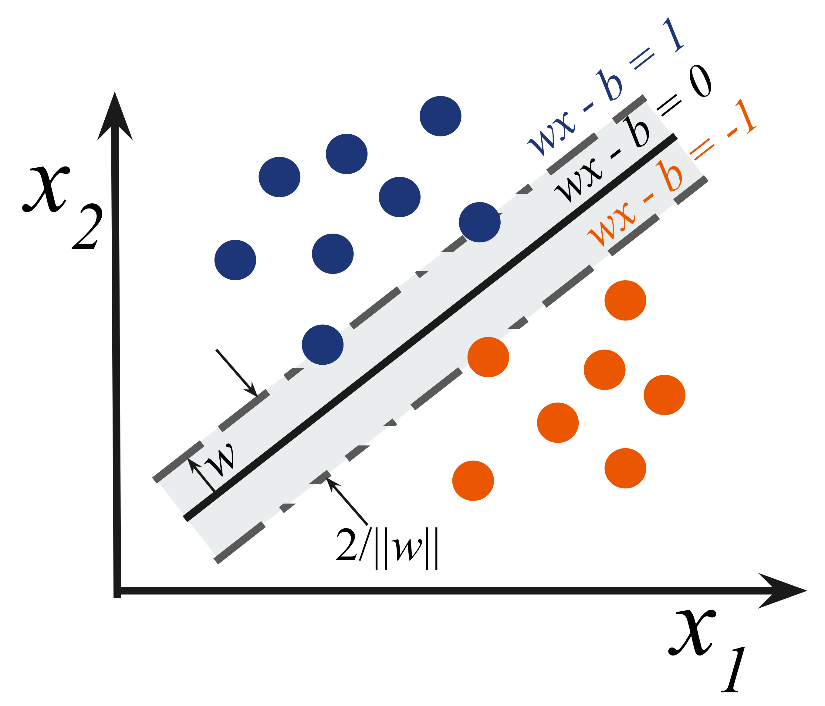 wx - b = 1
wx - b = 0
wx - b = -1
x2
w
2/||w||
x1